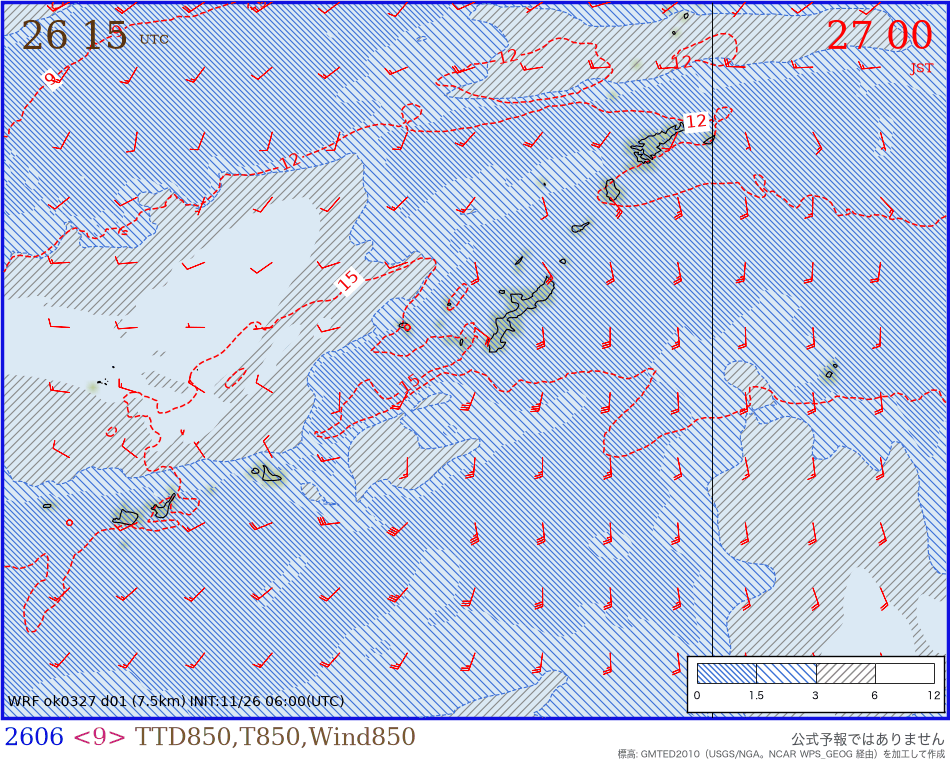 26 15 UTC
27 00
JST
9
9
12
12
12
12
15
15
WRF ok0327 d01 (7.5km) INIT:11/26 06:00(UTC)
0 1.5 3 6 12
2606 <9> TTD850,T850,Wind850
公式予報ではありません
標高: GMTED2010（USGS/NGA。NCAR WPS_GEOG 経由）を加工して作成